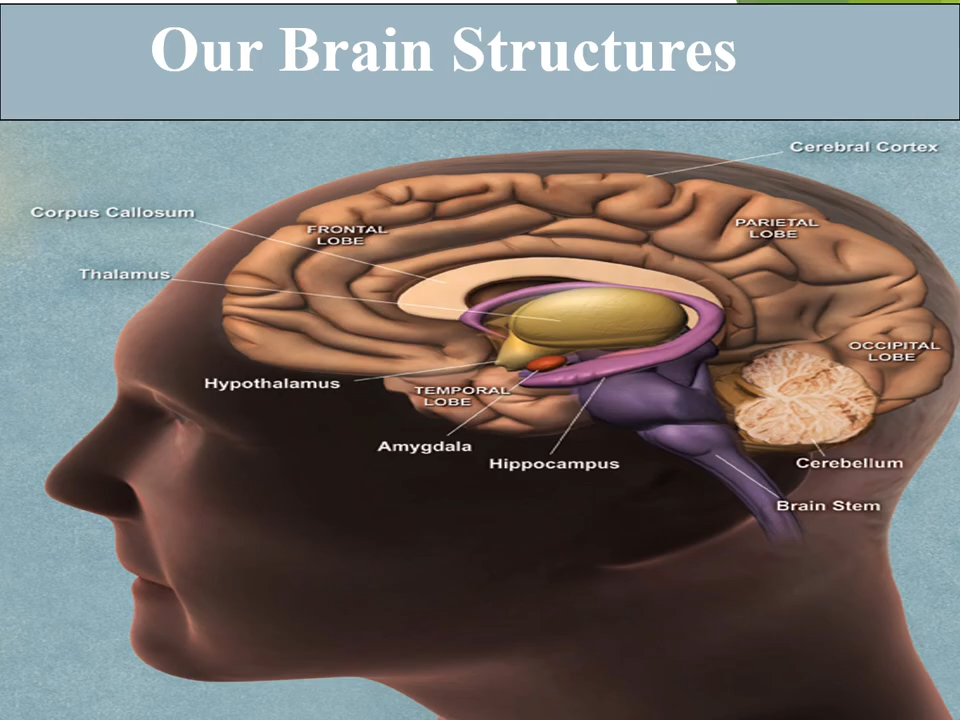 Our Brain Structures
Cerebral Cortex
Corpus Callosum
FRONTAL
LOBE
PARIETAL
LOBE
Thalamus
OCCIPITAL
LOBE
Hypothalamus
TEMPORAL
LOBE
Amygdala
Hippocampus
Cerebellum
Brain Stem